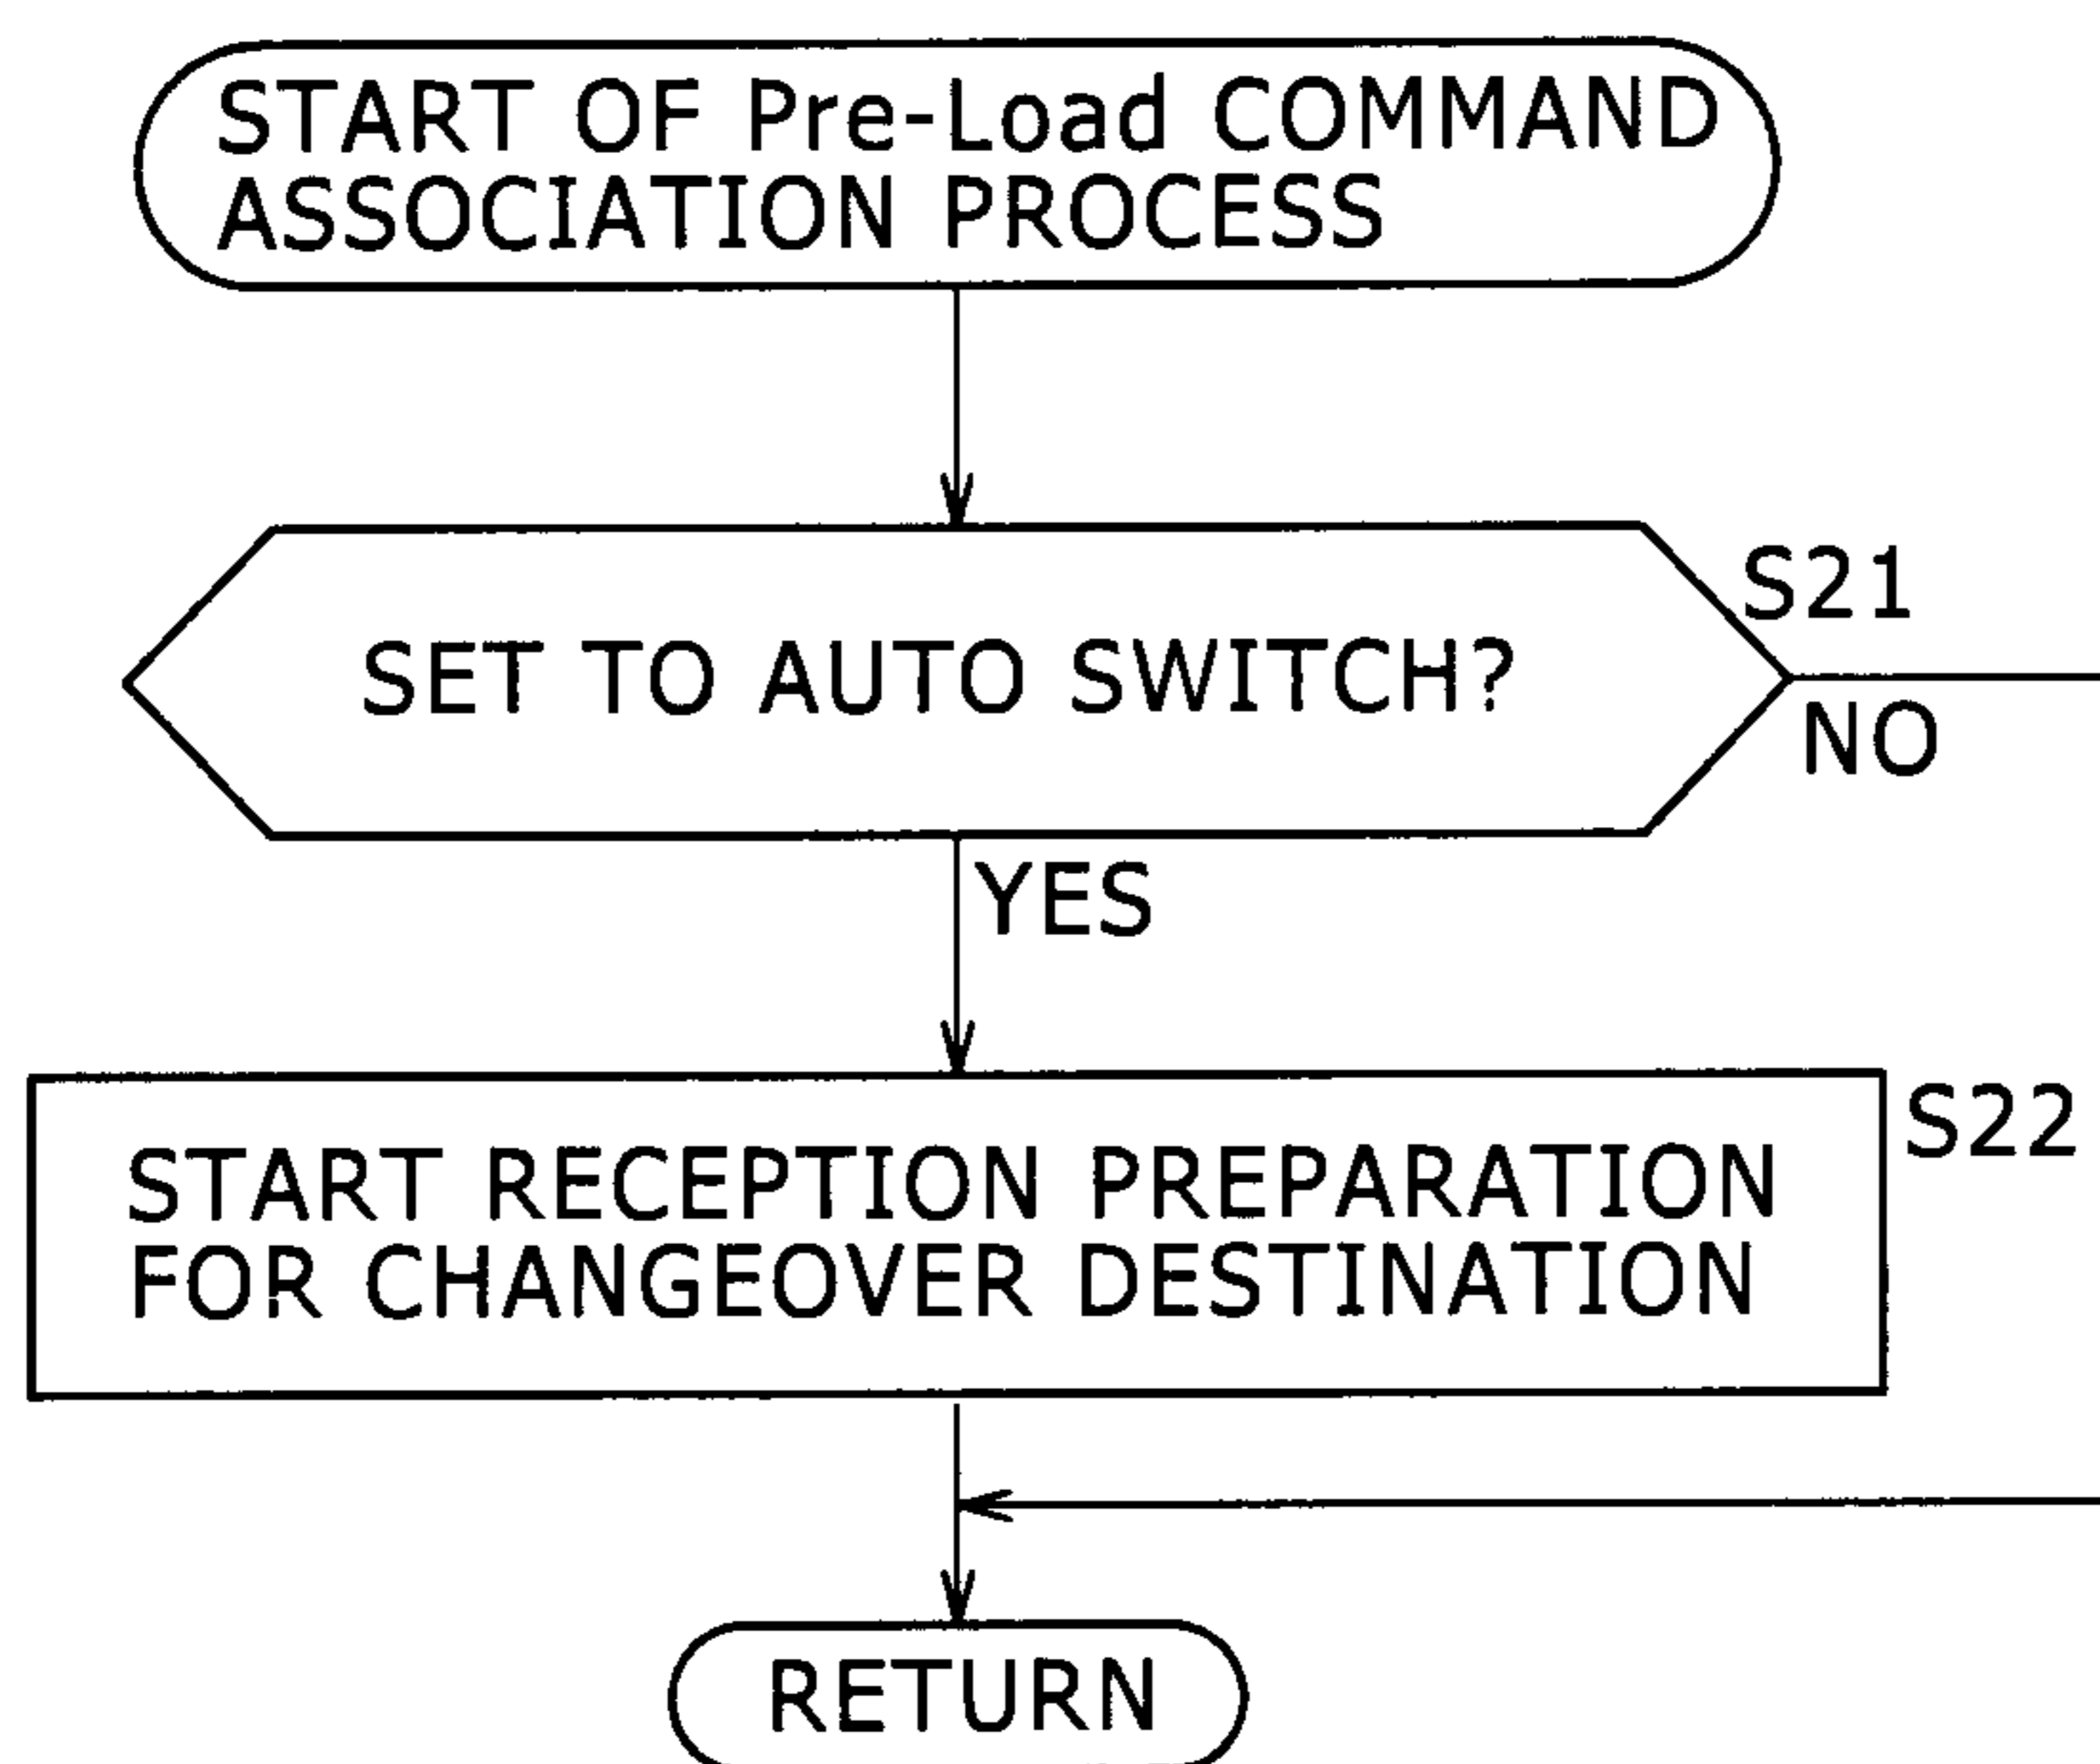 START OF Pre-Load COMMAND
ASSOCIATION PROCESS
S21
SET TO AUTO SWITCH?
NO
YES
S22
START RECEPTION PREPARATION
FOR CHANGEOVER DESTINATION
RETURN